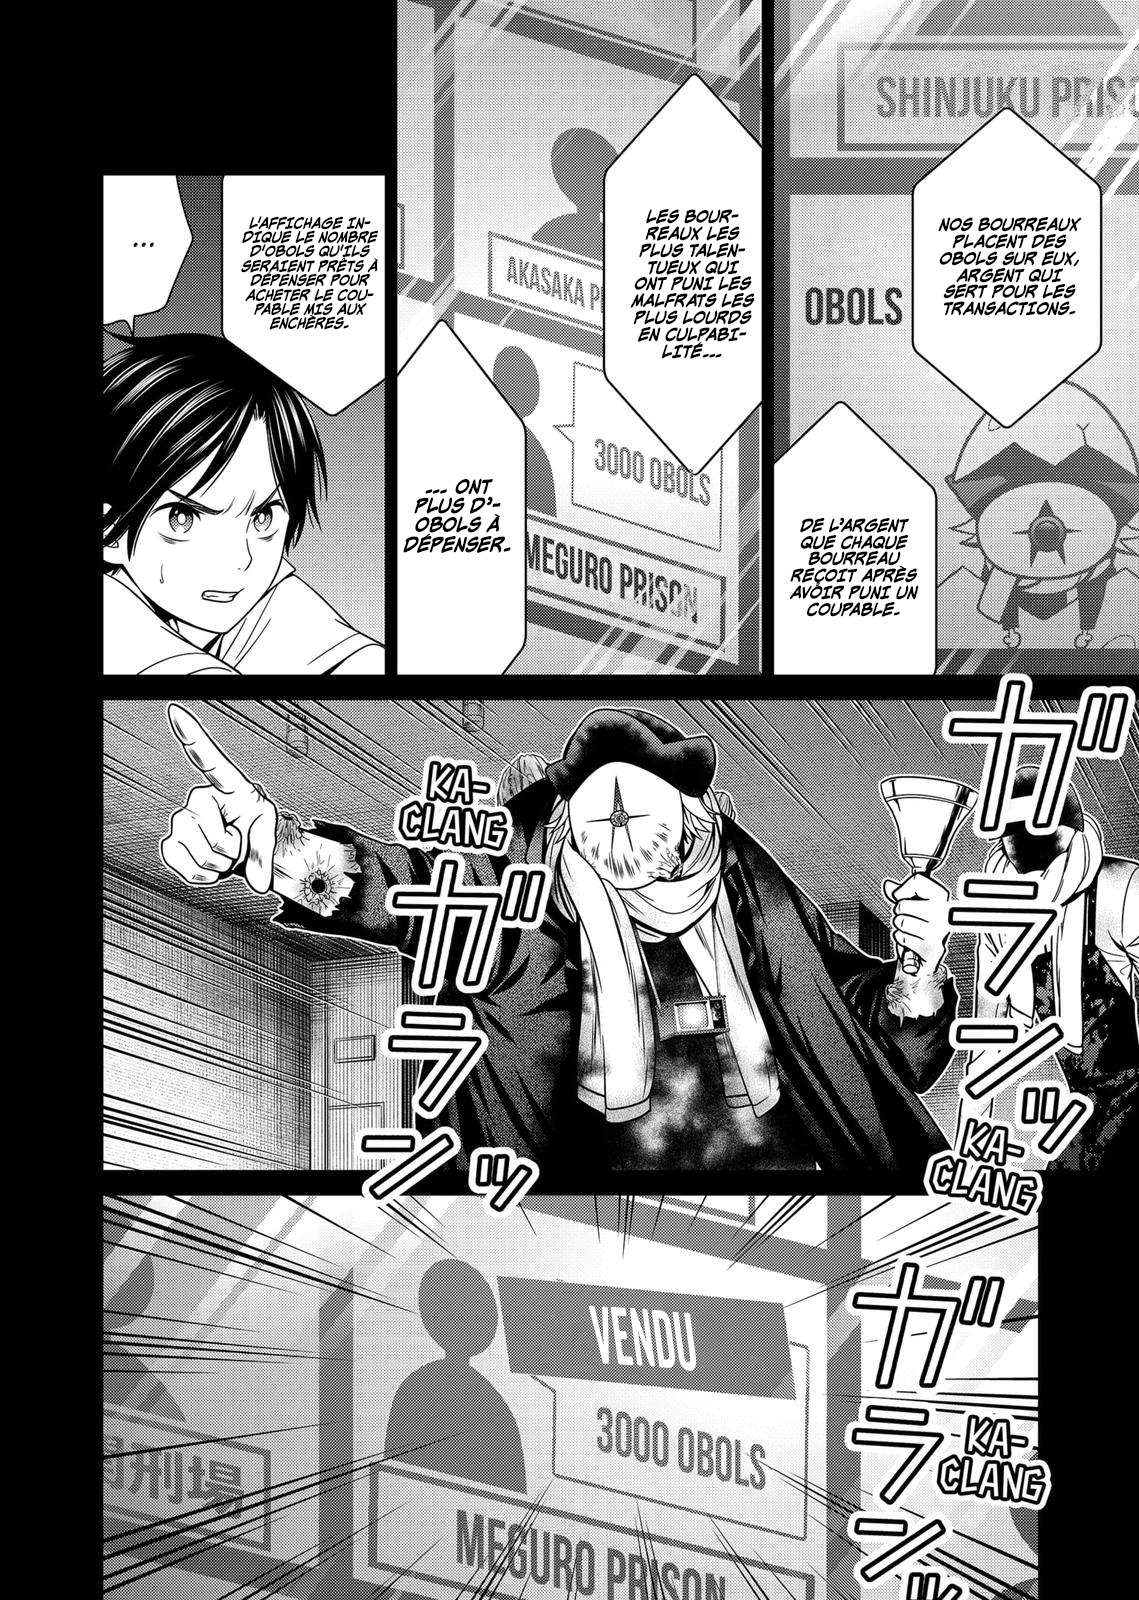 SHINJUKU PRIS
NOS BOURREAUX
PLACENT DES
OBOLS SUR EUX,
ARGENT QUI
SERT POUR LES
TRANSACTIONS.
OBOLS
DE L'ARGENT
QUE CHAQUE
BOURREAU
REÇOIT APRÈS
AVOIR PUNI UN
COUPABLE.
LES BOUR-
REAUX LES
PLUS TALEN-
TUEUX QUI
ONT PUNI LES
MALFRATS LES
PLUS LOURDS
EN CULPABI-
LITÉ...
AKASAKA P
3000 OBOLS
MEGURO PRISON
... ONT
PLUS D'-
OBOLS À
DÉPENSER.
L'AFFICHAGE IN-
DIQUE LE NOMBRE
D'OBOLS QU'ILS
SERAIENT PRÊTS À
DÉPENSER POUR
ACHETER LE COU-
PABLE MIS AUX
ENCHÈRES.
...
ガランッ
KA-
CLANG
ガランッ
KA-
CLANG
VENDU
3000 OBOLS
MEGURO PRISON
刑場
ガラン
KA-
CLANG